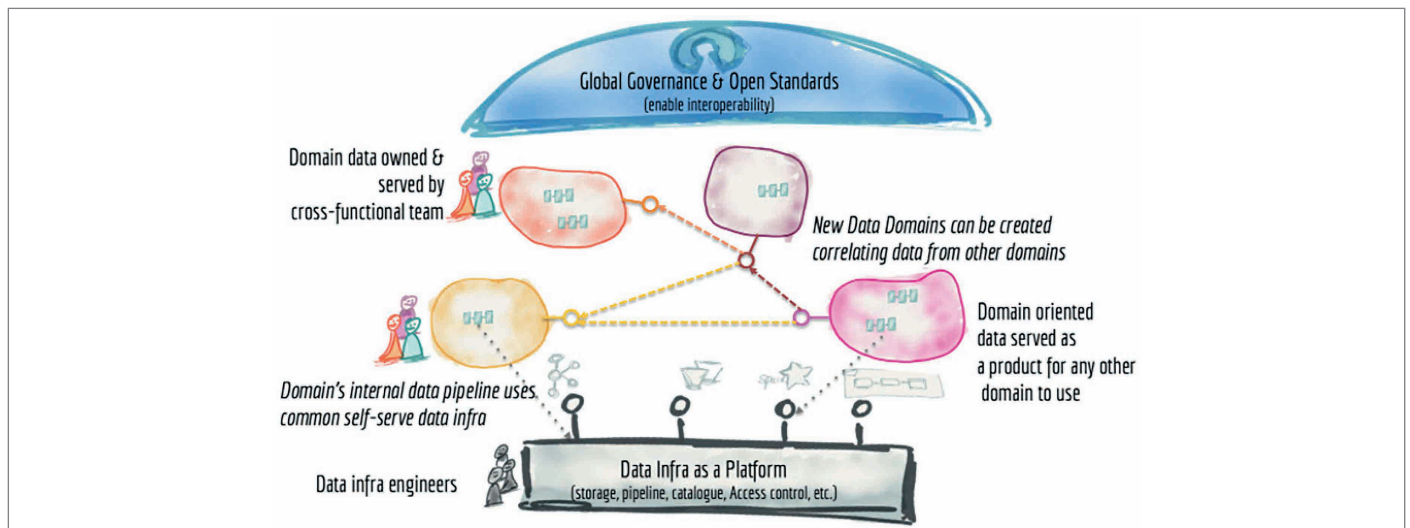 Global Governance & Open Standards
(enable interoperability)
Domain data owned &
served by
cross-functional team
New Data Domains can be created
correlating data from other domains
Domain oriented
data served as
a product for any other
domain to use
Domain's internal data pipeline uses
common self-serve data infra
Data infra engineers
Data Infra as a Platform
(storage, pipeline, catalogue, Access control, etc.)